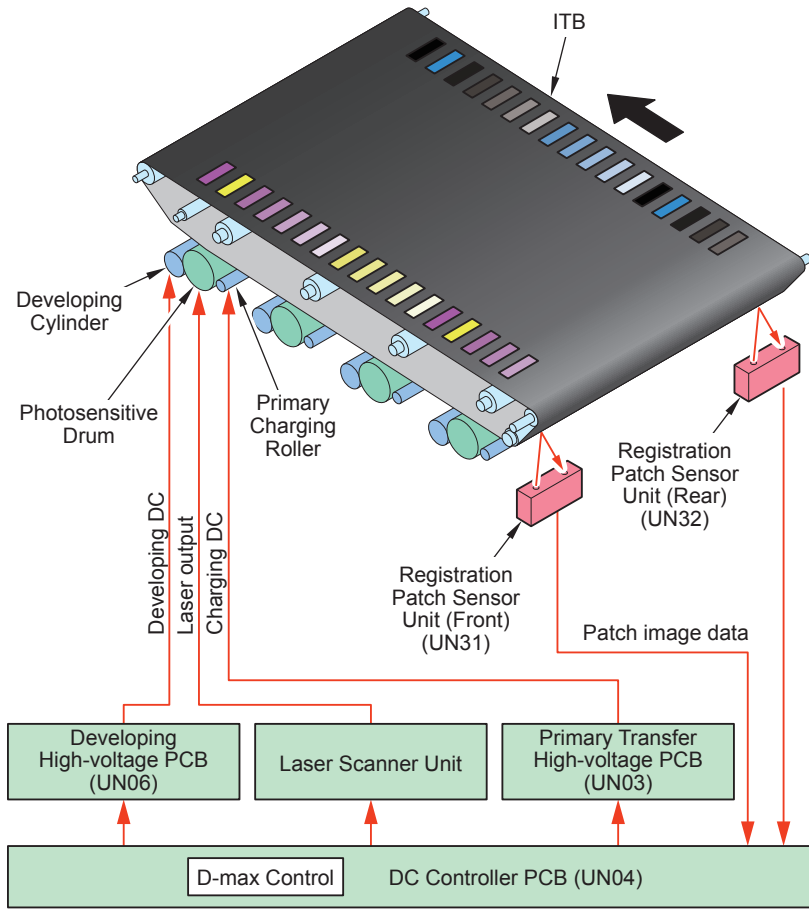 ITB
Developing
Cylinder
Photosensitive
Drum
Primary
Charging
Roller
Registration
Patch Sensor
Unit (Rear)
(UN32)
Registration
Patch Sensor
Unit (Front)
(UN31)
Developing DC
Laser output
Charging DC
Patch image data
Developing
High-voltage PCB
(UN06)
Laser Scanner Unit
Primary Transfer
High-voltage PCB
(UN03)
D-max Control
DC Controller PCB (UN04)